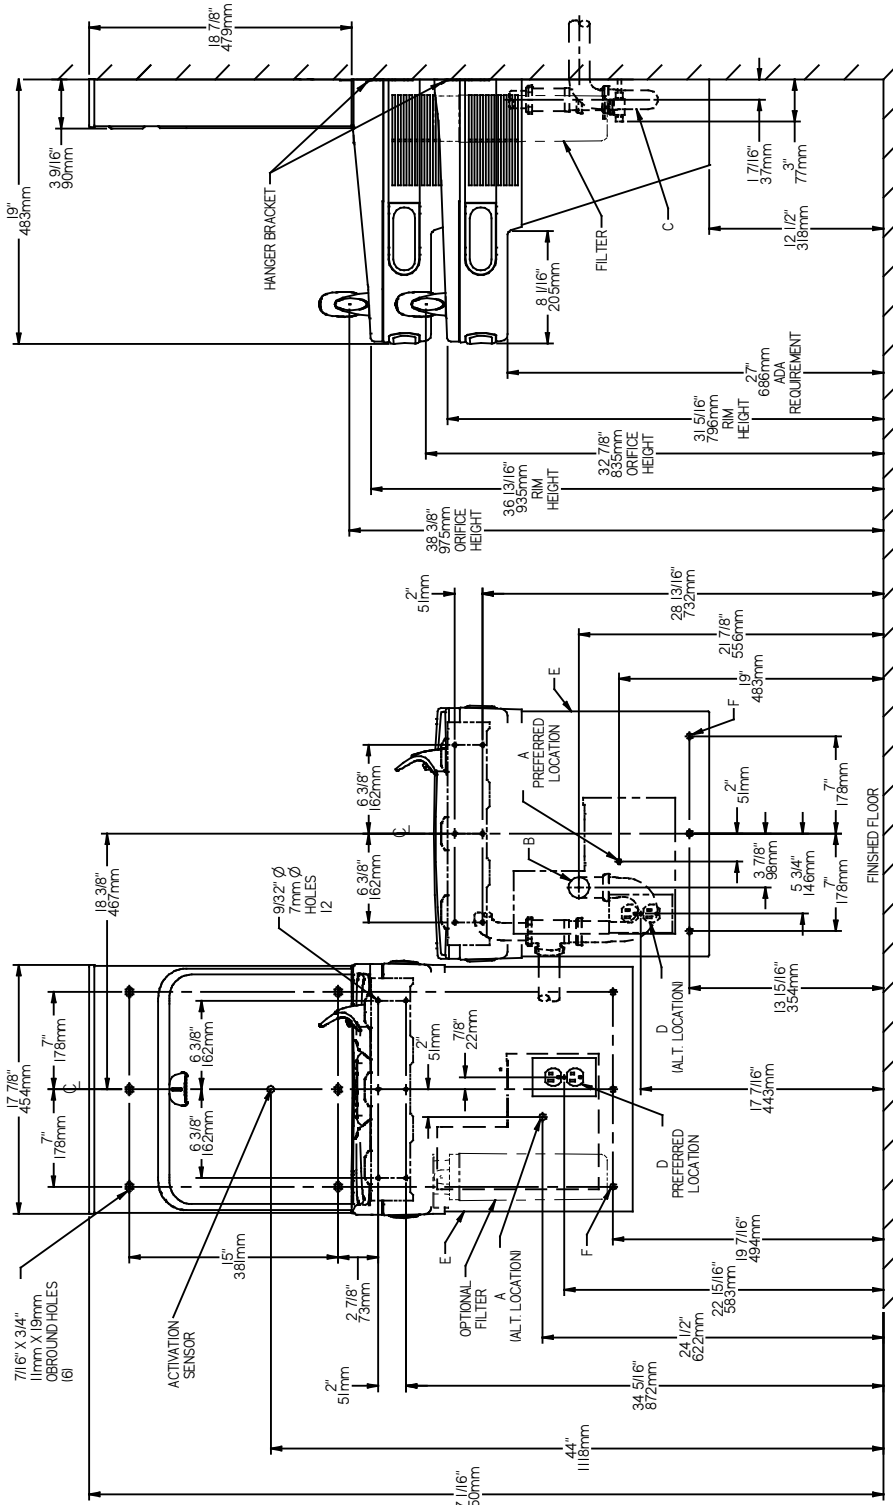 18 7/8"
479mm
19"
483mm
3 9/16"
90mm
HANGER BRACKET
FILTER
C
1 7/16"
37mm
3"
77mm
12 1/2"
318mm
8 1/16"
205mm
27"
686mm
ADA
REQUIREMENT
31 5/16"
796mm
RIM
HEIGHT
32 7/8"
835mm
ORIFICE
HEIGHT
36 13/16"
935mm
RIM
HEIGHT
38 3/8"
975mm
ORIFICE
HEIGHT
2"
51mm
28 13/16"
732mm
21 7/8"
556mm
19"
483mm
E
F
A
PREFERRED
LOCATION
B
6 3/8"
162mm
6 3/8"
162mm
℄
18 3/8"
467mm
9/32" Ø
7mm Ø
HOLES
12
2"
51mm
7"
178mm
3 7/8"
98mm
5 3/4"
146mm
7"
178mm
FINISHED FLOOR
D
(ALT. LOCATION)
13 15/16"
354mm
17 7/8"
454mm
7"
178mm
℄
7"
178mm
6 3/8"
162mm
6 3/8"
162mm
2"
51mm
7/8"
22mm
17 7/16"
443mm
D
PREFERRED
LOCATION
7/16" X 3/4"
11mm X 19mm
OBROUND HOLES
(6)
ACTIVATION
SENSOR
15"
381mm
2 7/8"
73mm
E
OPTIONAL
FILTER
A
(ALT. LOCATION)
F
19 7/16"
494mm
22 15/16"
583mm
24 1/2"
622mm
2"
51mm
34 5/16"
872mm
44"
1118mm